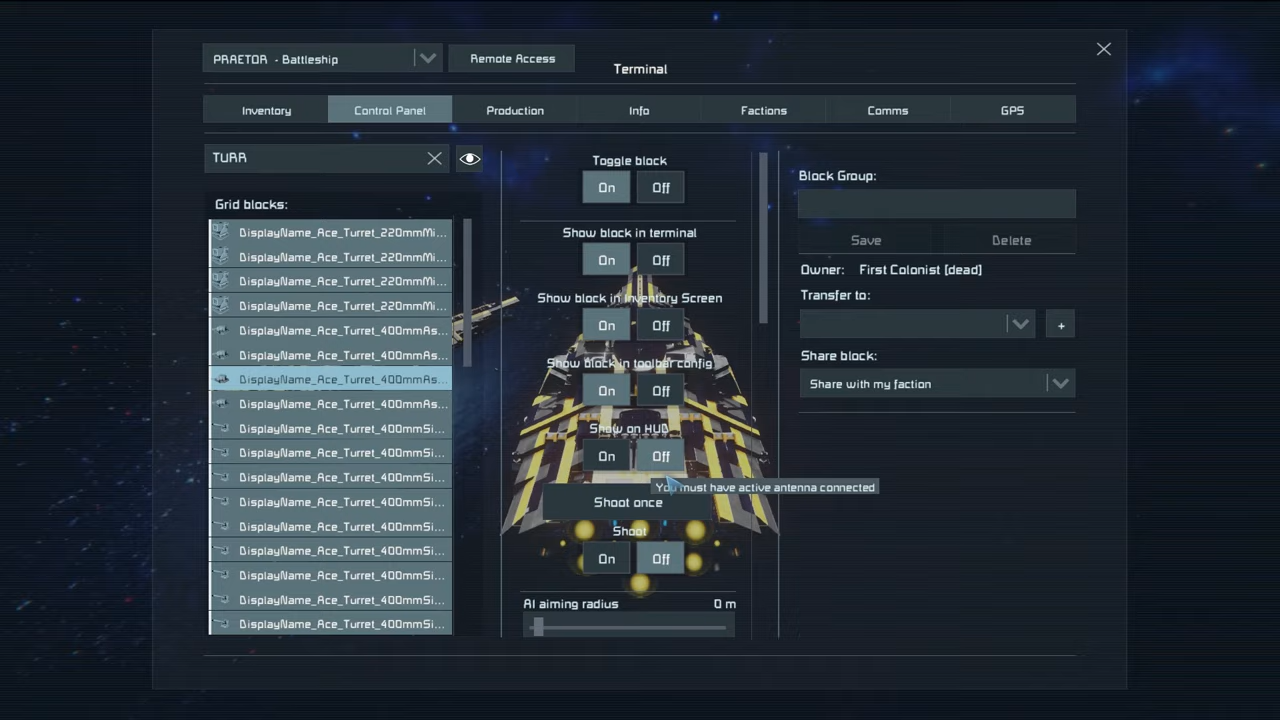 PRAETOR - Battleship
Remote Access
Terminal
Inventory
Control Panel
Production
Info
Factions
Comms
GPS
TURR
Grid blocks:
DisplayName_Ace_Turret_220mmMi...
DisplayName_Ace_Turret_220mmMi...
DisplayName_Ace_Turret_220mmMi...
DisplayName_Ace_Turret_220mmMi...
DisplayName_Ace_Turret_400mmAs...
DisplayName_Ace_Turret_400mmAs...
DisplayName_Ace_Turret_400mmAs...
DisplayName_Ace_Turret_400mmAs...
DisplayName_Ace_Turret_400mmSi...
DisplayName_Ace_Turret_400mmSi...
DisplayName_Ace_Turret_400mmSi...
DisplayName_Ace_Turret_400mmSi...
DisplayName_Ace_Turret_400mmSi...
DisplayName_Ace_Turret_400mmSi...
DisplayName_Ace_Turret_400mmSi...
DisplayName_Ace_Turret_400mmSi...
DisplayName_Ace_Turret_400mmSi...
Toggle block
On Off
Show block in terminal
On Off
Show block in Inventory Screen
On Off
Show block in toolbar config
On Off
Show on HUD
On Off
You must have active antenna connected
Shoot once
Shoot
On Off
AI aiming radius 0 m
Block Group:
Save Delete
Owner: First Colonist [dead]
Transfer to:
+
Share block:
Share with my faction